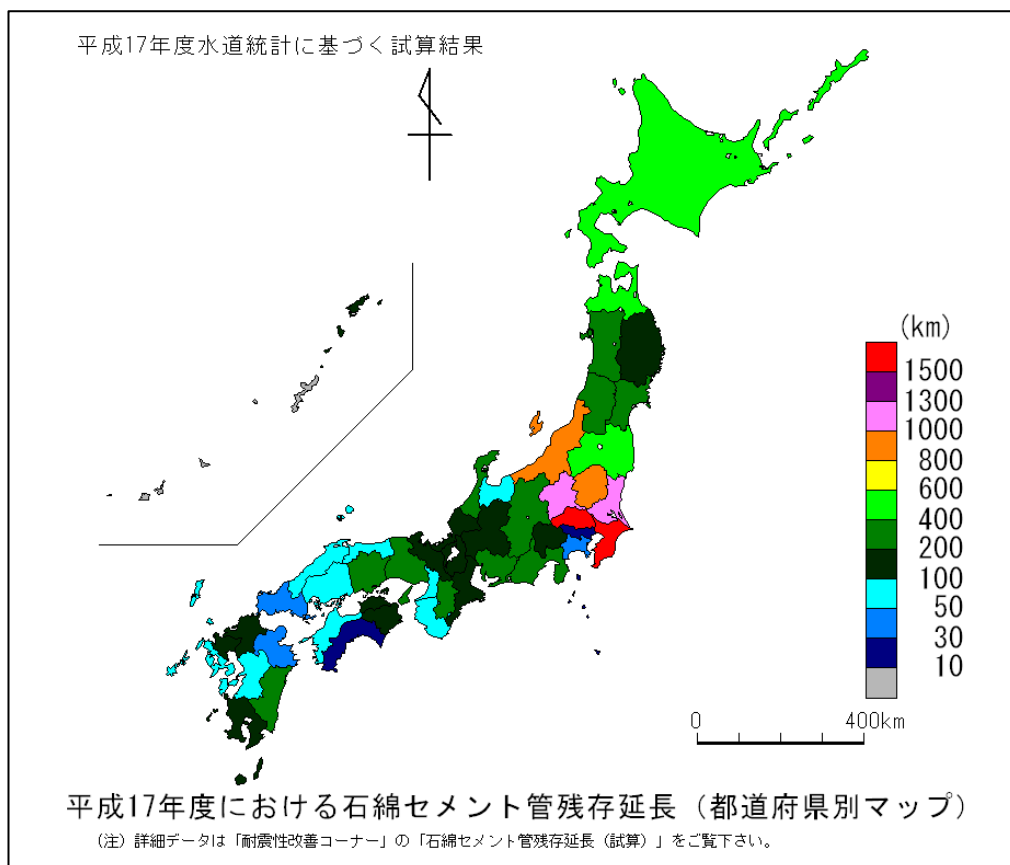 平成17年度水道統計に基づく試算結果
(km)
1500
1300
1000
800
600
400
200
100
50
30
10
0 400km
平成17年度における石綿セメント管残存延長（都道府県別マップ）
（注）詳細データは「耐震性改善コーナー」の「石綿セメント管残存延長（試算）」をご覧下さい。